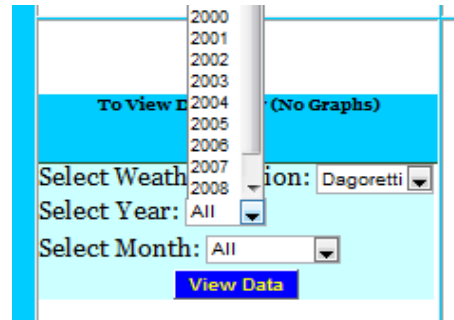 2000
2001
2002
2003
To View D 2004 (No Graphs)
2005
2006
2007
Select Weath ion: Dagoretti
2008
Select Year: All
Select Month: All
View Data